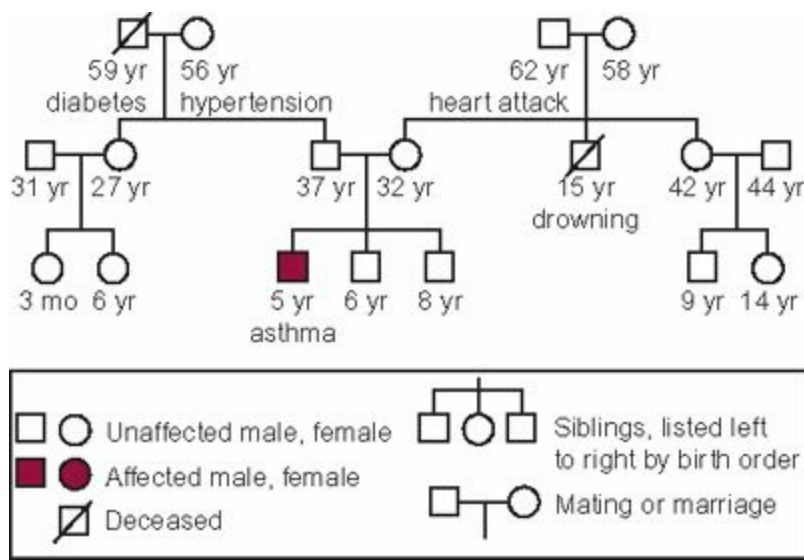 59 yr 56 yr 62 yr 58 yr
diabetes hypertension heart attack
31 yr 27 yr 37 yr 32 yr 15 yr 42 yr 44 yr
drowning
3 mo 6 yr 5 yr 6 yr 8 yr 9 yr 14 yr
asthma
Unaffected male, female
Affected male, female
Deceased
Siblings, listed left
to right by birth order
Mating or marriage